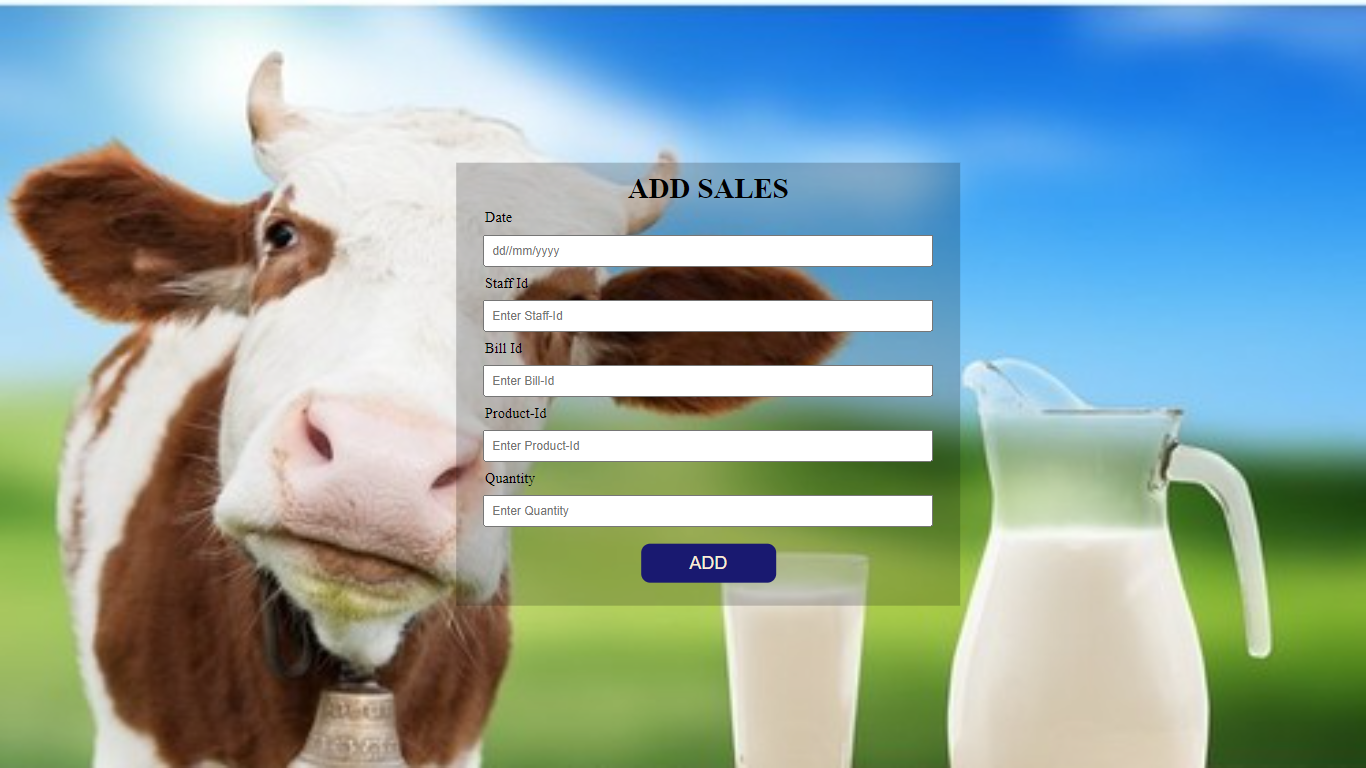 ADD SALES
Date
dd//mm/yyyy
Staff Id
Enter Staff-Id
Bill Id
Enter Bill-Id
Product-Id
Enter Product-Id
Quantity
Enter Quantity
ADD